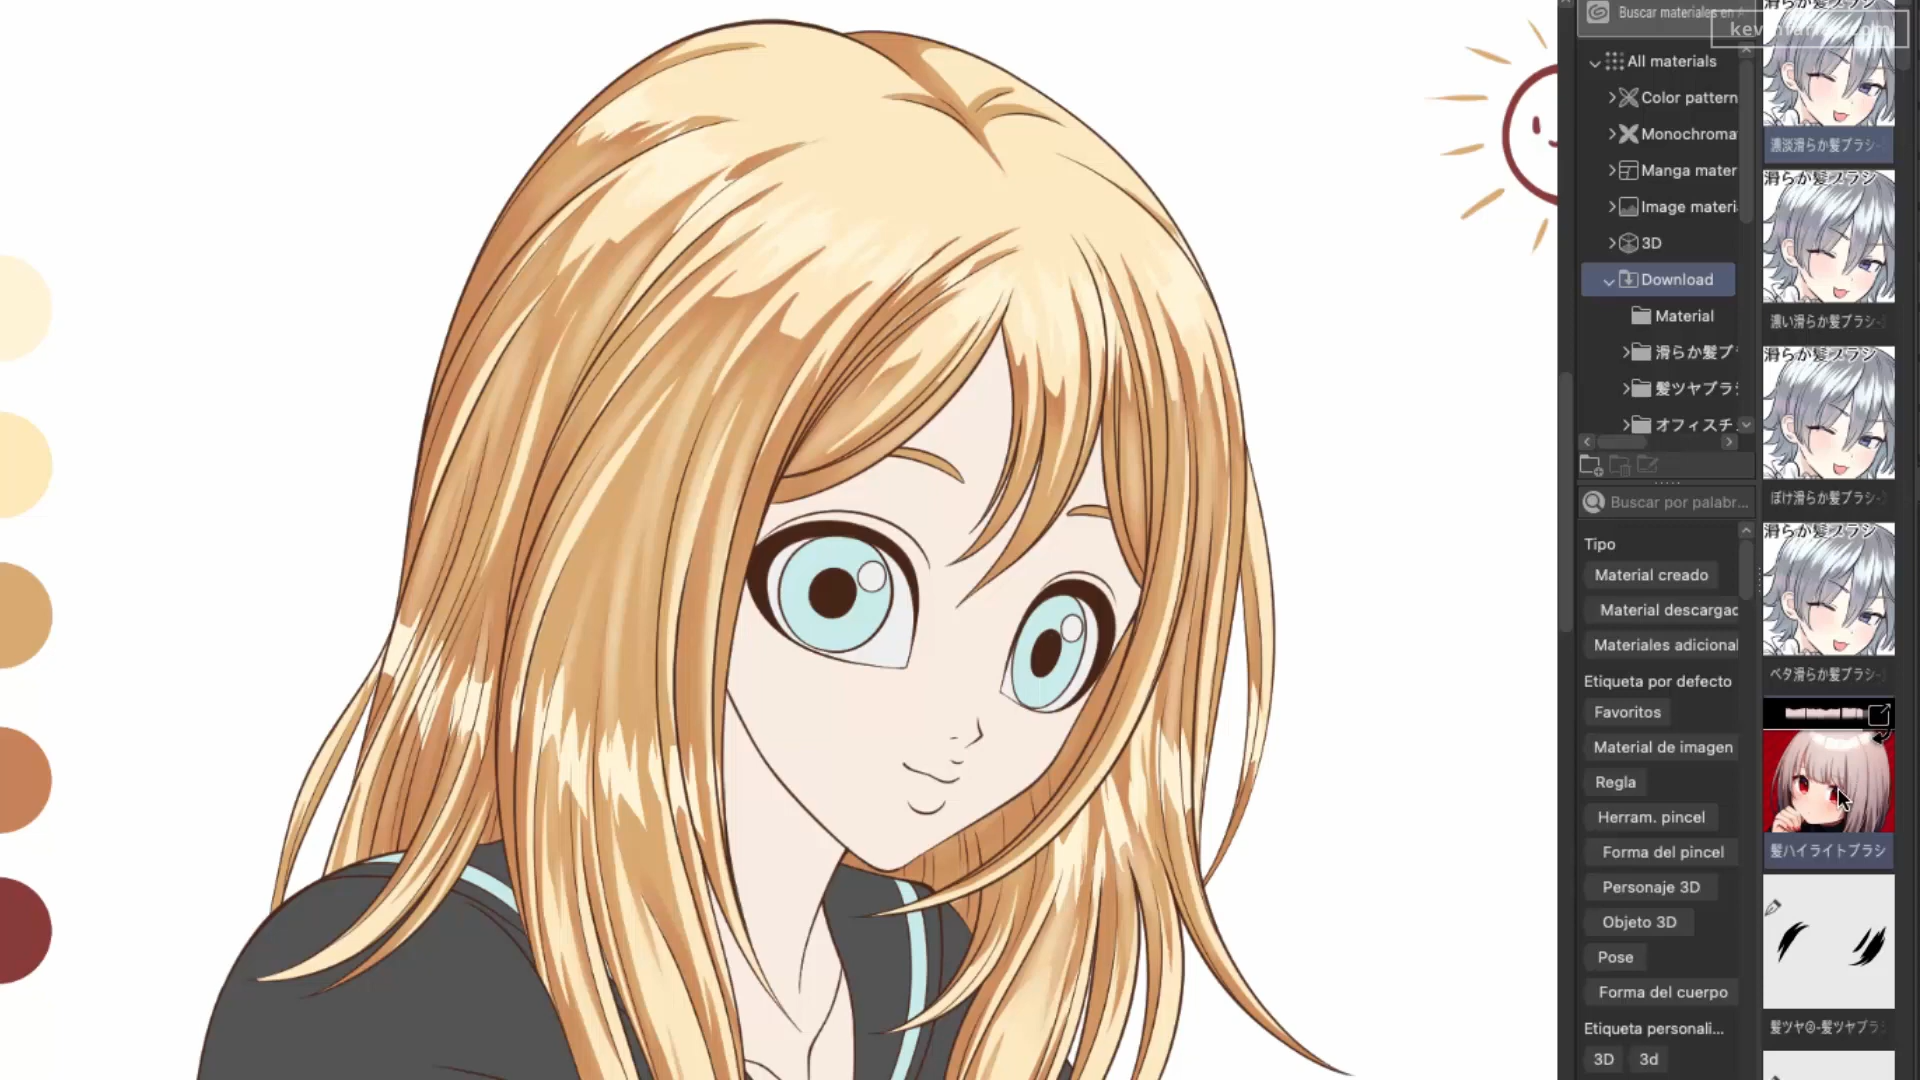 Buscar materiales en A
All materials
Color pattern
Monochroma
Manga mater
Image materi
3D
Download
Material
滑らか髪ブ
髪ツヤブラシ
オフィスチ
Buscar por palabr...
Tipo
Material creado
Material descargac
Materiales adicional
Etiqueta por defecto
Favoritos
Material de imagen
Regla
Herram. pincel
Forma del pincel
Personaje 3D
Objeto 3D
Pose
Forma del cuerpo
Etiqueta personali...
3D
3d
滑らか髪ブラシ
濃淡滑らか髪ブラシ-
滑らか髪ブラシ
濃い滑らか髪ブラシ-
滑らか髪ブラシ
ぼけ滑らか髪ブラシ-
滑らか髪ブラシ
ベタ滑らか髪ブラシ-
髪ハイライトブラシ
髪ツヤ②-髪ツヤブラ